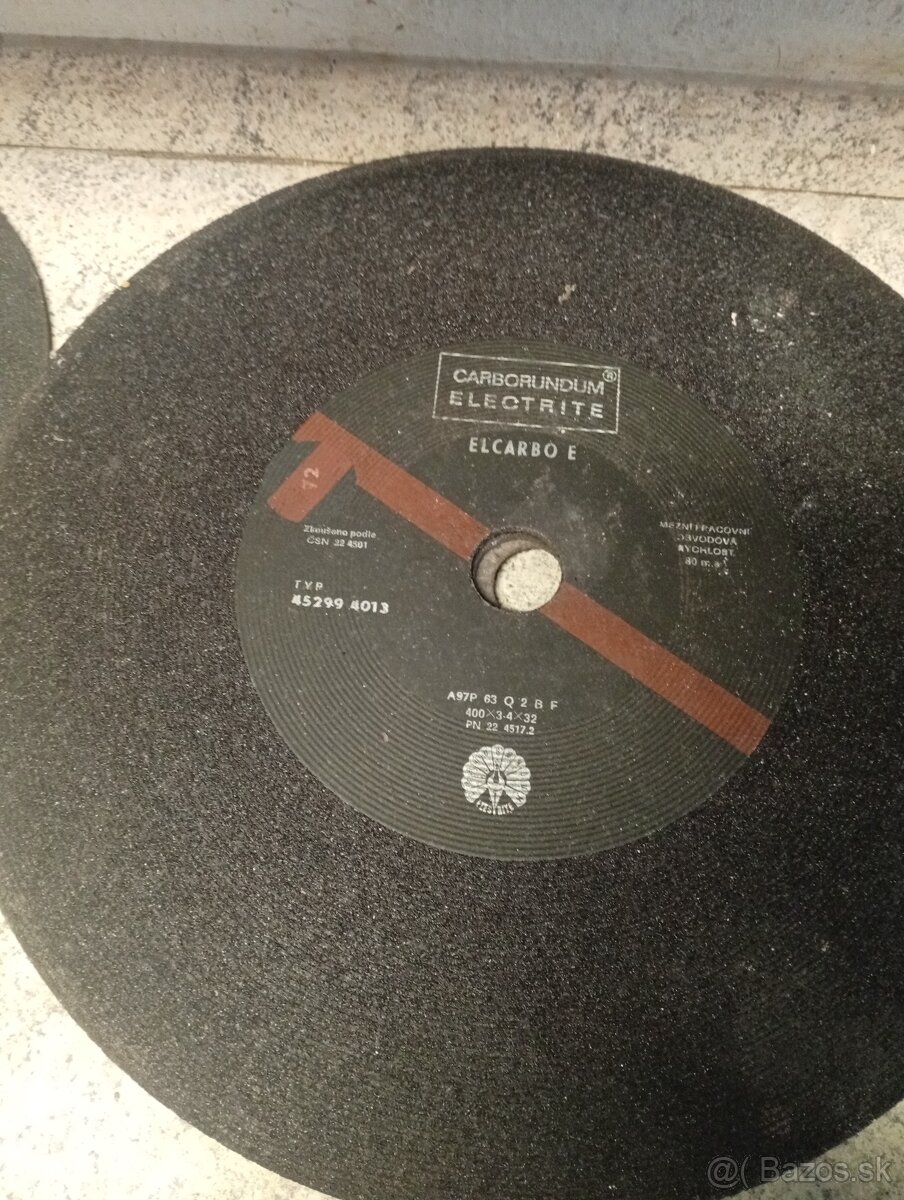 CARBORUNDUM ®
ELECTRITE
ELCARBO E
72
Zkoušeno podle
ČSN 22 4501
TYP
45299 4013
MEZNÍ PRACOVNÍ
OBVODOVÁ
RYCHLOST
80 m.s
A97P 63 Q 2 B F
400×3-4×32
PN 22 4517.2
@( Bazos.sk